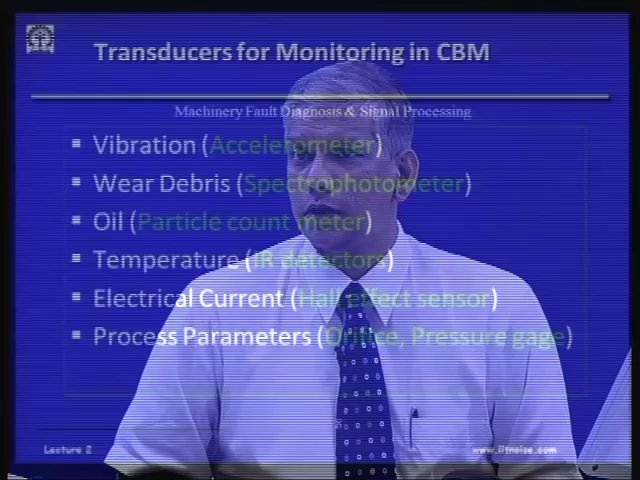 Transducers for Monitoring in CBM
Machinery Fault Diagnosis & Signal Processing
Vibration (Accelerometer)
Wear Debris (Spectrophotometer)
Oil (Particle count meter)
Temperature (IR detectors)
Electrical Current (Hall effect sensor)
Process Parameters (Orifice, Pressure gage)
Lecture 2
www.iitnoise.com